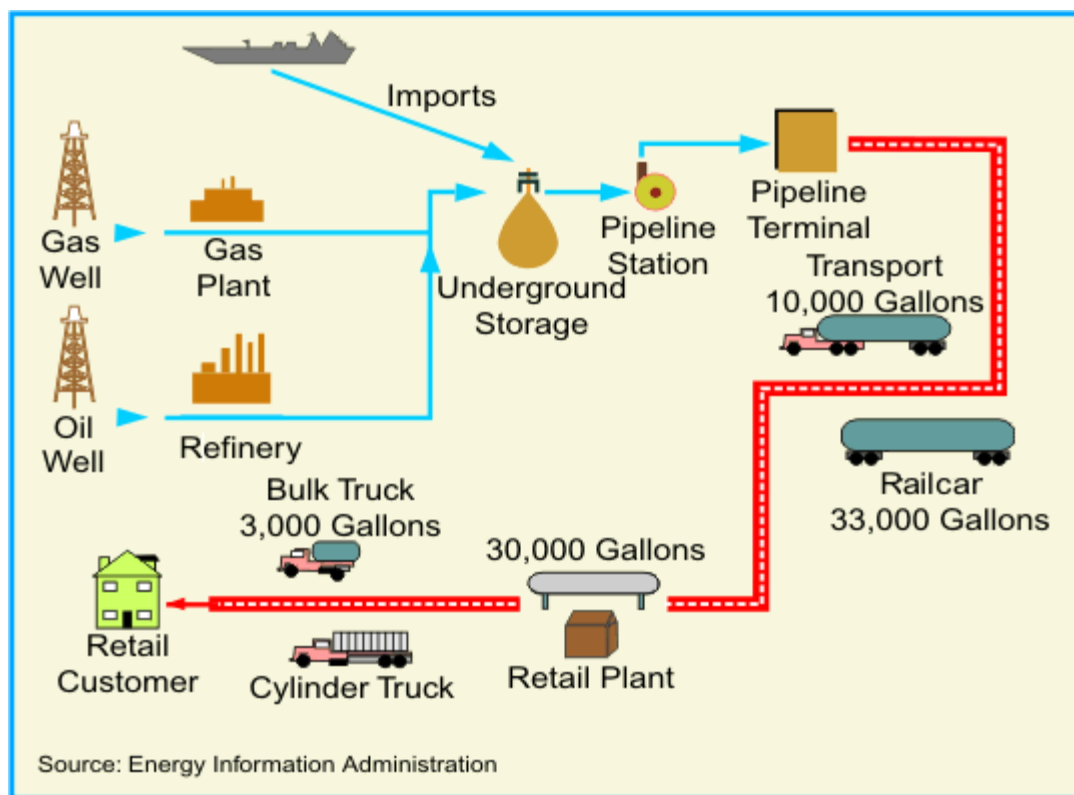 Imports
Gas
Well
Gas
Plant
Underground
Storage
Pipeline
Station
Pipeline
Terminal
Transport
10,000 Gallons
Oil
Well
Refinery
Railcar
33,000 Gallons
Bulk Truck
3,000 Gallons
30,000 Gallons
Retail
Customer
Cylinder Truck
Retail Plant
Source: Energy Information Administration